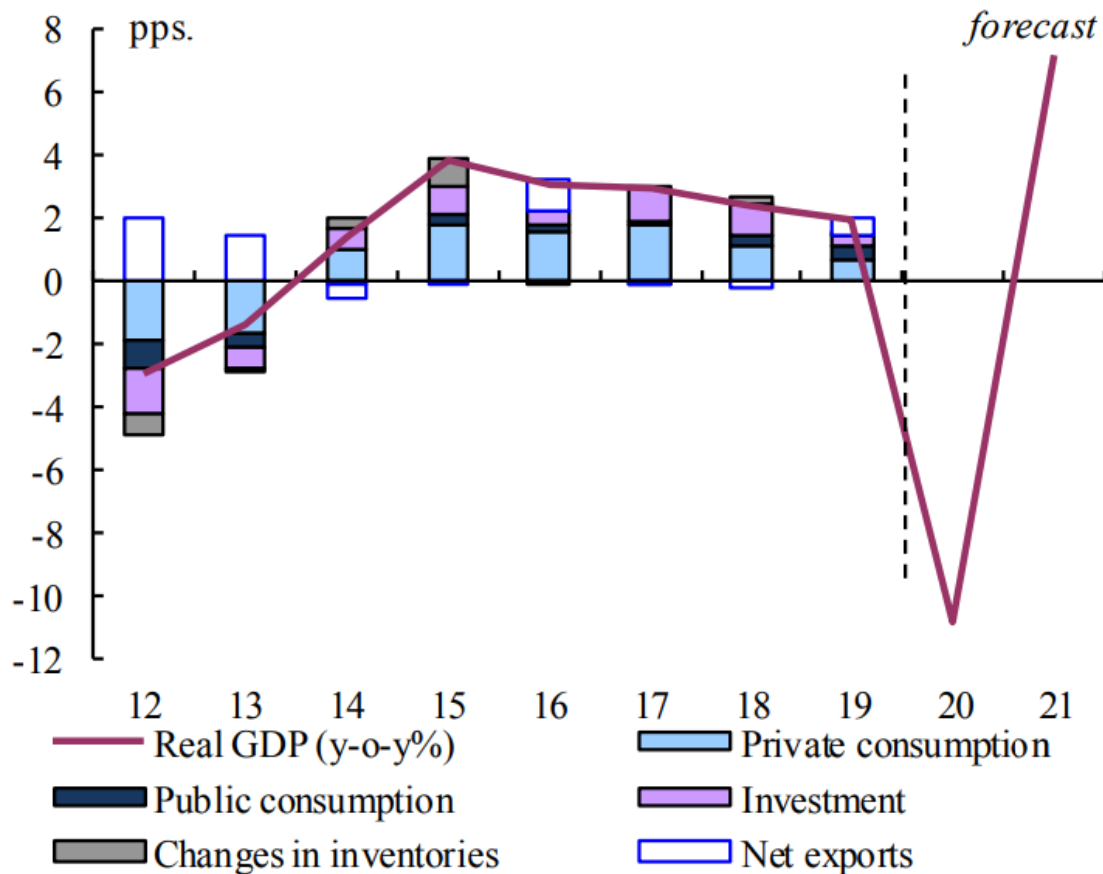 pps.
forecast
8
6
4
2
0
-2
-4
-6
-8
-10
-12
12 13 14 15 16 17 18 19 20 21
Real GDP (y-o-y%) Private consumption
Public consumption Investment
Changes in inventories Net exports